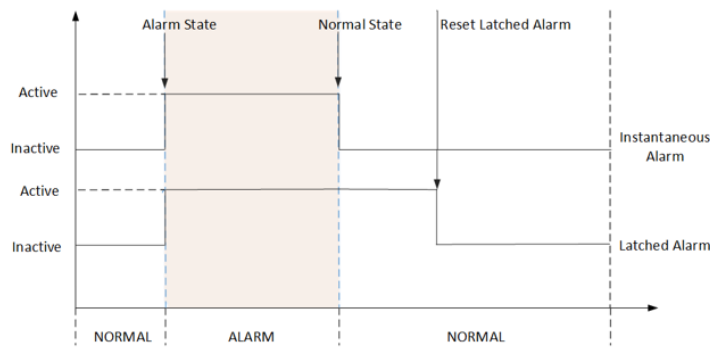 Alarm State
Normal State
Reset Latched Alarm
Active
Inactive
Instantaneous
Alarm
Active
Inactive
Latched Alarm
NORMAL
ALARM
NORMAL